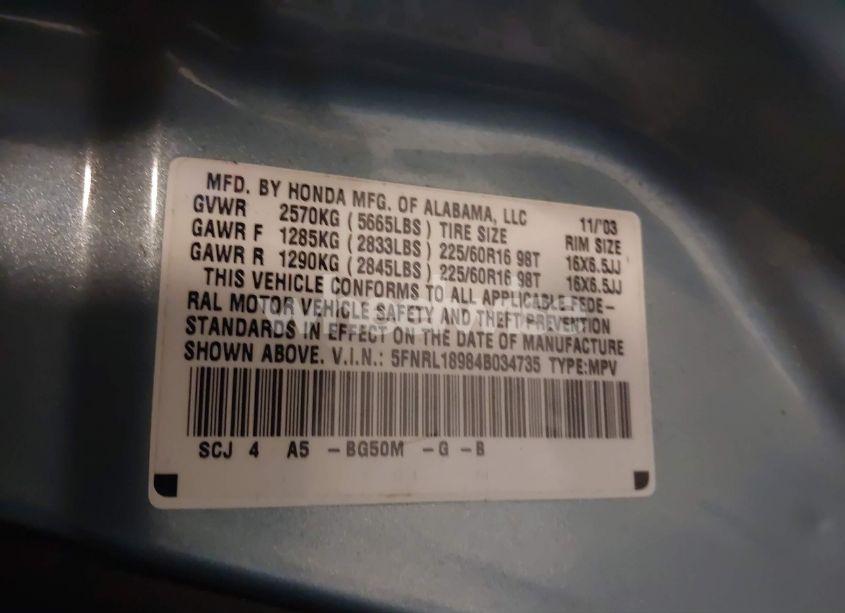 MFD. BY HONDA MFG. OF ALABAMA, LLC 11/'03
GVWR 2570KG ( 5665LBS ) TIRE SIZE RIM SIZE
GAWR F 1285KG ( 2833LBS ) 225/60R16 98T 16X6.5JJ
GAWR R 1290KG ( 2845LBS ) 225/60R16 98T 16X6.5JJ
THIS VEHICLE CONFORMS TO ALL APPLICABLE FEDE-
RAL MOTOR VEHICLE SAFETY AND THEFT PREVENTION
STANDARDS IN EFFECT ON THE DATE OF MANUFACTURE
SHOWN ABOVE. V.I.N.: 5FNRL18984B034735 TYPE:MPV
SCJ 4 A5 -BG50M -G -B